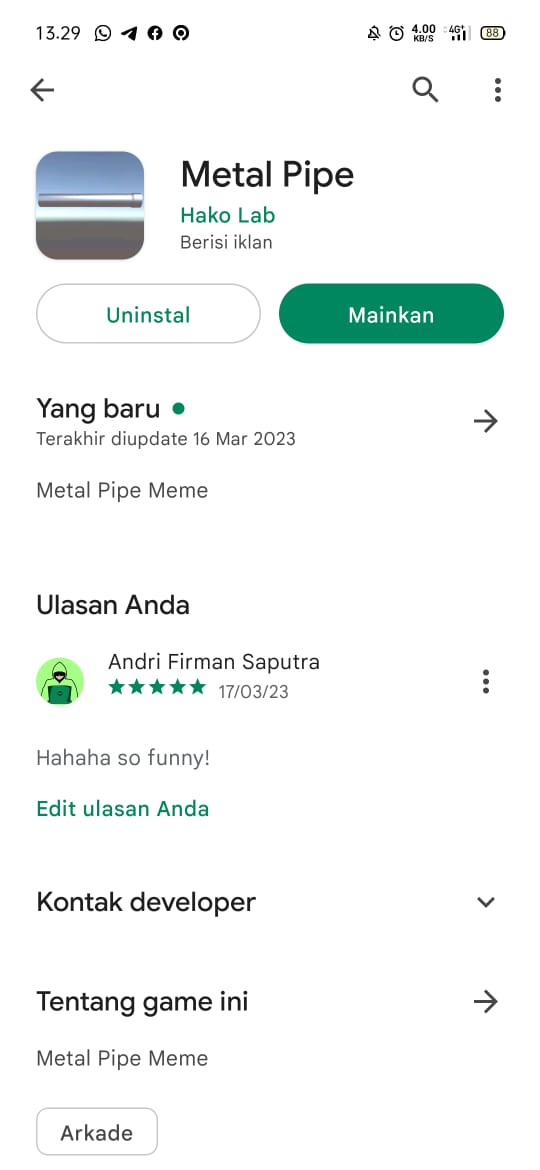 13.29
4.00
KB/S
4G+
88
Metal Pipe
Hako Lab
Berisi iklan
Uninstal
Mainkan
Yang baru
Terakhir diupdate 16 Mar 2023
Metal Pipe Meme
Ulasan Anda
Andri Firman Saputra
17/03/23
Hahaha so funny!
Edit ulasan Anda
Kontak developer
Tentang game ini
Metal Pipe Meme
Arkade